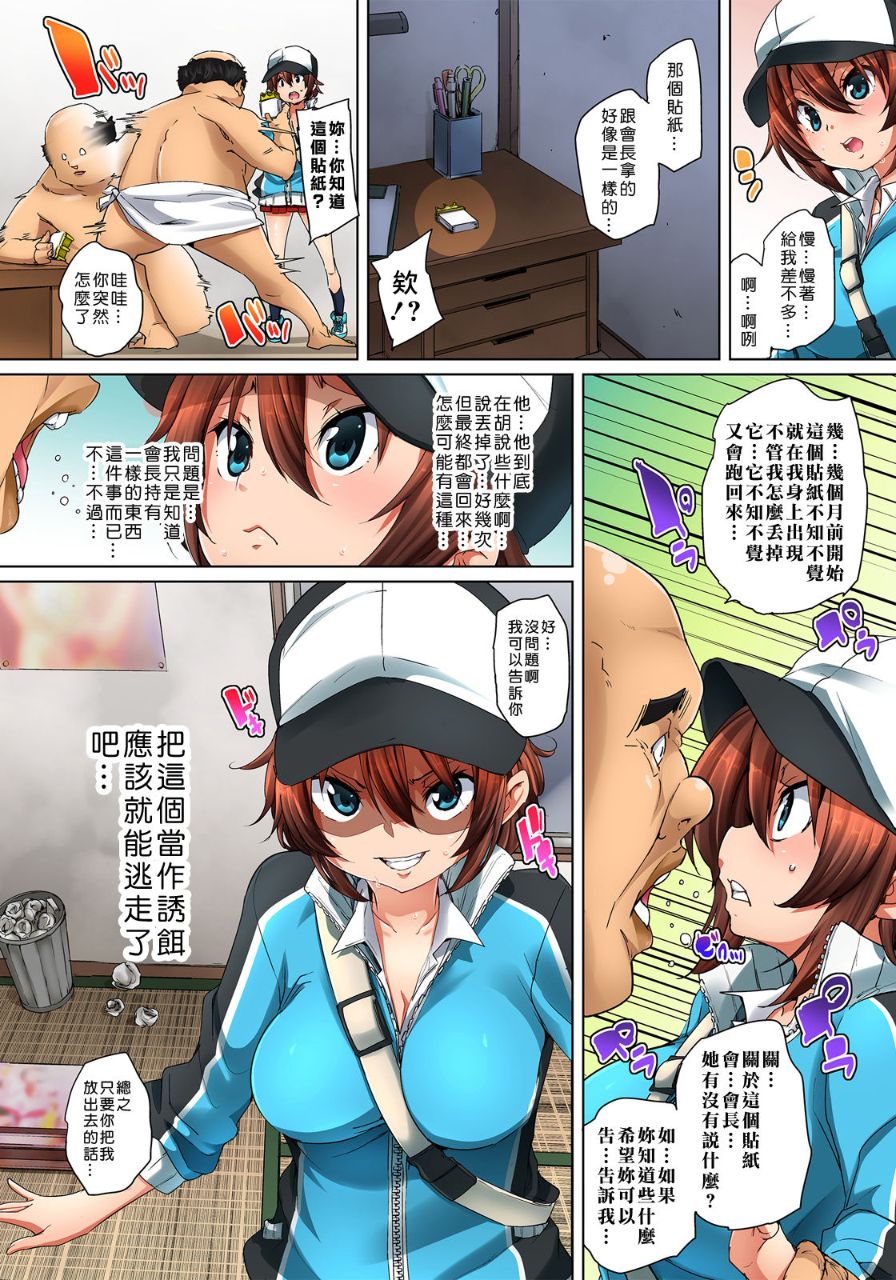 慢…慢著…
給我差不多…
啊…啊咧
那個貼紙…
跟會長拿的
好像是一樣的…
欸
!?
妳…你知道
這個貼紙？
哇哇…
你突然
怎麼了
幾…幾個月前開始
這個貼紙不知不覺
就在我身上出現
不管我怎麼丟掉
它…它不知不覺
又會跑回來…
他…他到底
在胡說些什麼啊…
說丟掉了…好幾次
但最終都會回來…
怎麼可能有這種…
問題是…
我只是知道
會長持有
一樣的東西
這件事而已…
不…不過…
關…
關於這個貼紙
會…會長…
她有沒有説什麼？
如…如果
妳知道些什麼
希望妳可以
告…告訴我…
好…
沒問題啊
我可以告訴你
把這個當作誘餌
應該就能逃走了
吧…
總之
只要你把我
放出去的話…